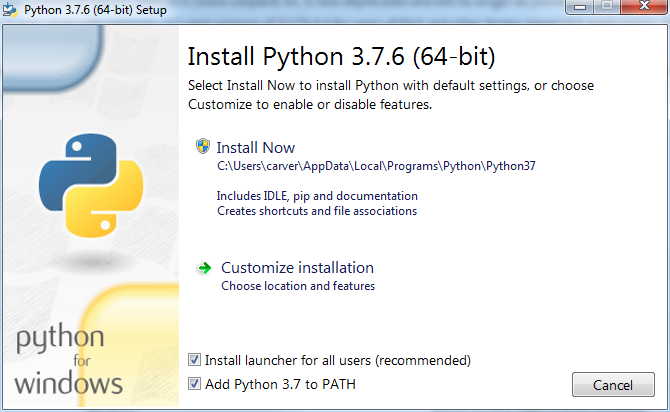 Python 3.7.6 (64-bit) Setup
Install Python 3.7.6 (64-bit)
Select Install Now to install Python with default settings, or choose
Customize to enable or disable features.
Install Now
C:\Users\carver\AppData\Local\Programs\Python\Python37
Includes IDLE, pip and documentation
Creates shortcuts and file associations
Customize installation
Choose location and features
python
for
windows
Install launcher for all users (recommended)
Add Python 3.7 to PATH
Cancel